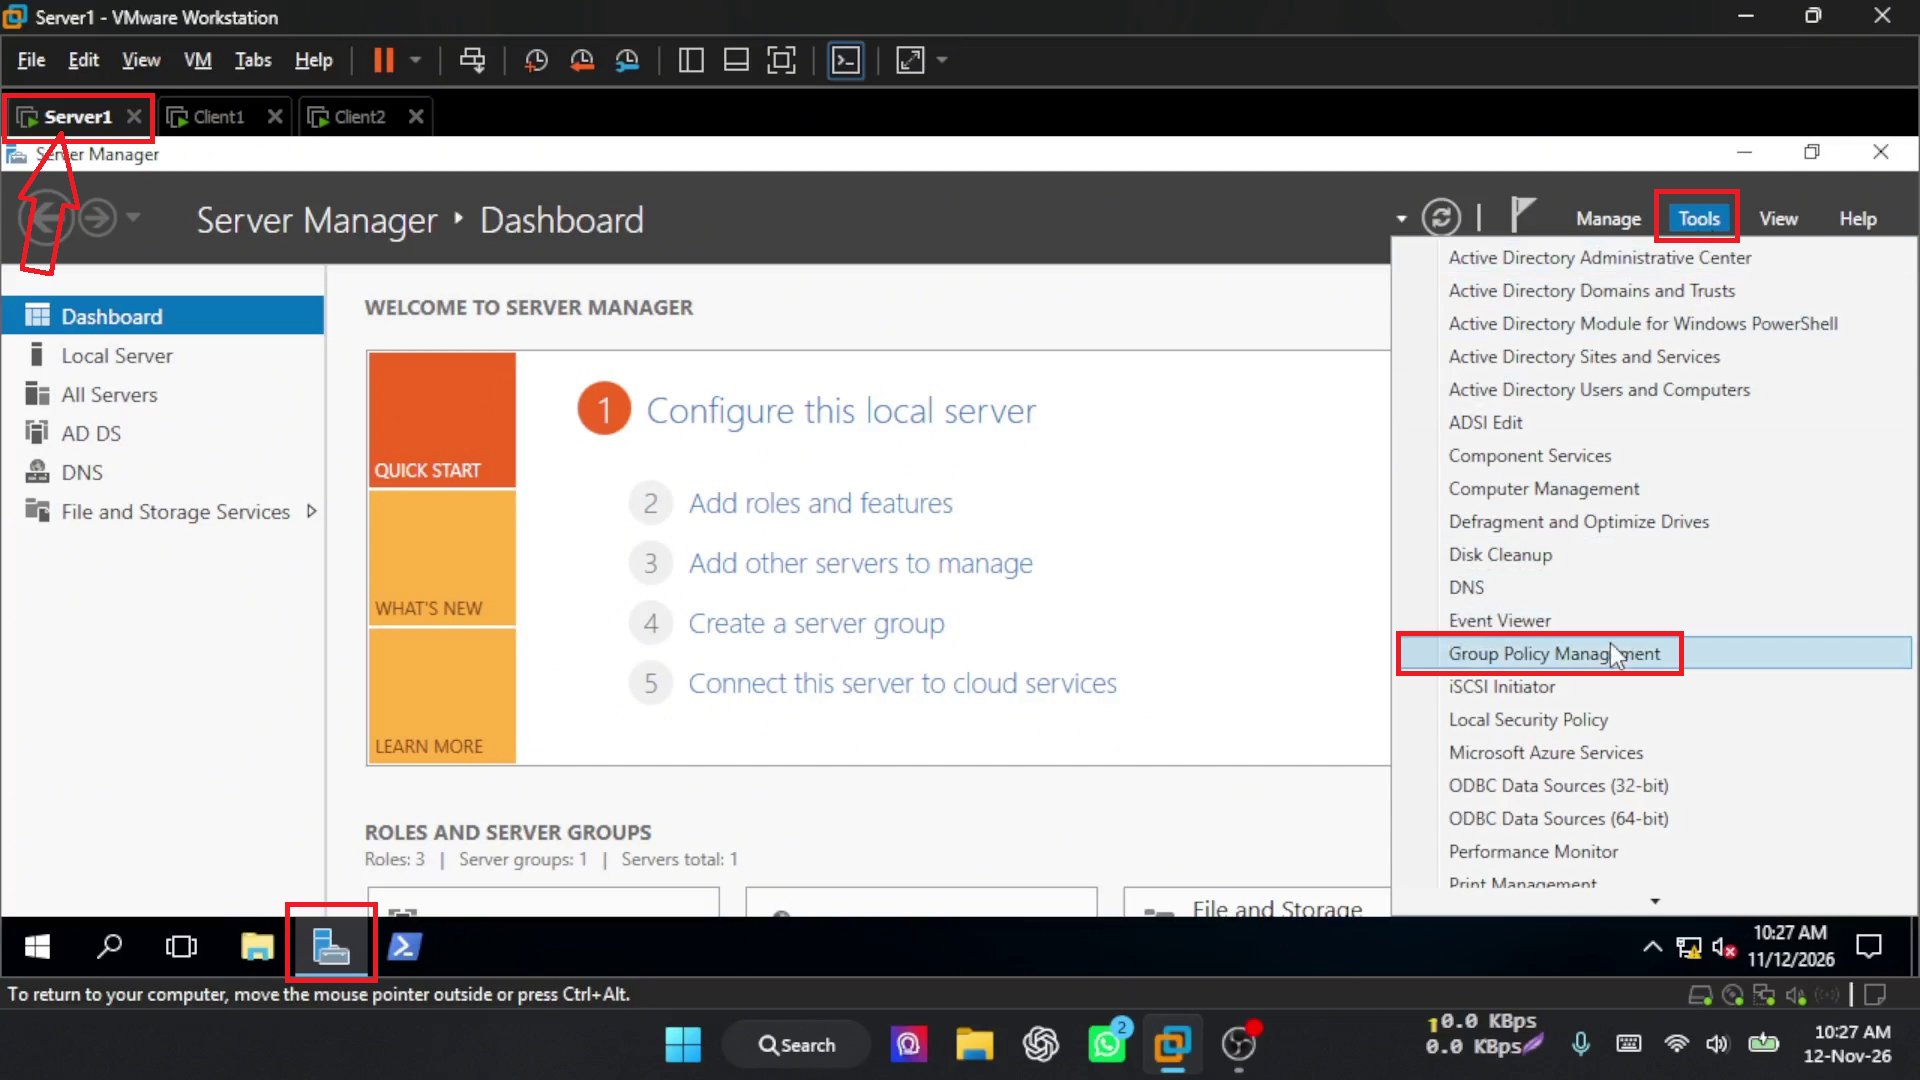 Server1 - VMware Workstation
File Edit View VM Tabs Help
Server1 Client1 Client2
Server Manager
Server Manager Dashboard
Manage Tools View Help
Dashboard
Local Server
All Servers
AD DS
DNS
File and Storage Services
WELCOME TO SERVER MANAGER
QUICK START
WHAT'S NEW
LEARN MORE
1 Configure this local server
2 Add roles and features
3 Add other servers to manage
4 Create a server group
5 Connect this server to cloud services
ROLES AND SERVER GROUPS
Roles: 3 | Server groups: 1 | Servers total: 1
File and Storage
Active Directory Administrative Center
Active Directory Domains and Trusts
Active Directory Module for Windows PowerShell
Active Directory Sites and Services
Active Directory Users and Computers
ADSI Edit
Component Services
Computer Management
Defragment and Optimize Drives
Disk Cleanup
DNS
Event Viewer
Group Policy Management
iSCSI Initiator
Local Security Policy
Microsoft Azure Services
ODBC Data Sources (32-bit)
ODBC Data Sources (64-bit)
Performance Monitor
Print Management
10:27 AM
11/12/2026
To return to your computer, move the mouse pointer outside or press Ctrl+Alt.
Search
2
0.0 KBps
0.0 KBps
10:27 AM
12-Nov-26